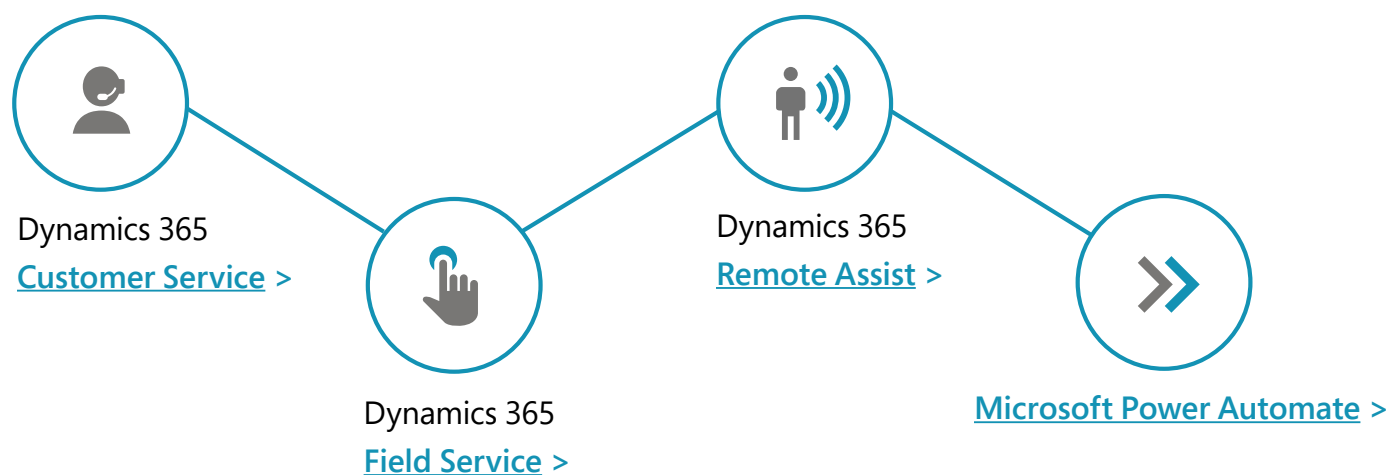 Dynamics 365
Customer Service >
Dynamics 365
Field Service >
Dynamics 365
Remote Assist >
Microsoft Power Automate >